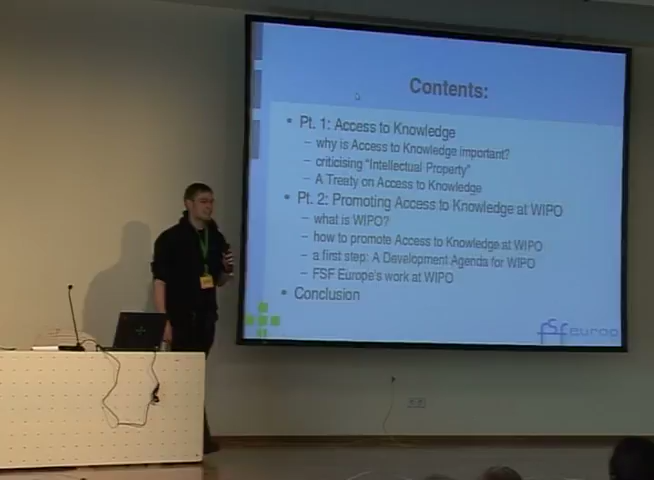 Contents:
• Pt. 1: Access to Knowledge
– why is Access to Knowledge important?
– criticising "Intellectual Property"
– A Treaty on Access to Knowledge
• Pt. 2: Promoting Access to Knowledge at WIPO
– what is WIPO?
– how to promote Access to Knowledge at WIPO
– a first step: A Development Agenda for WIPO
– FSF Europe's work at WIPO
• Conclusion
fsfeurope